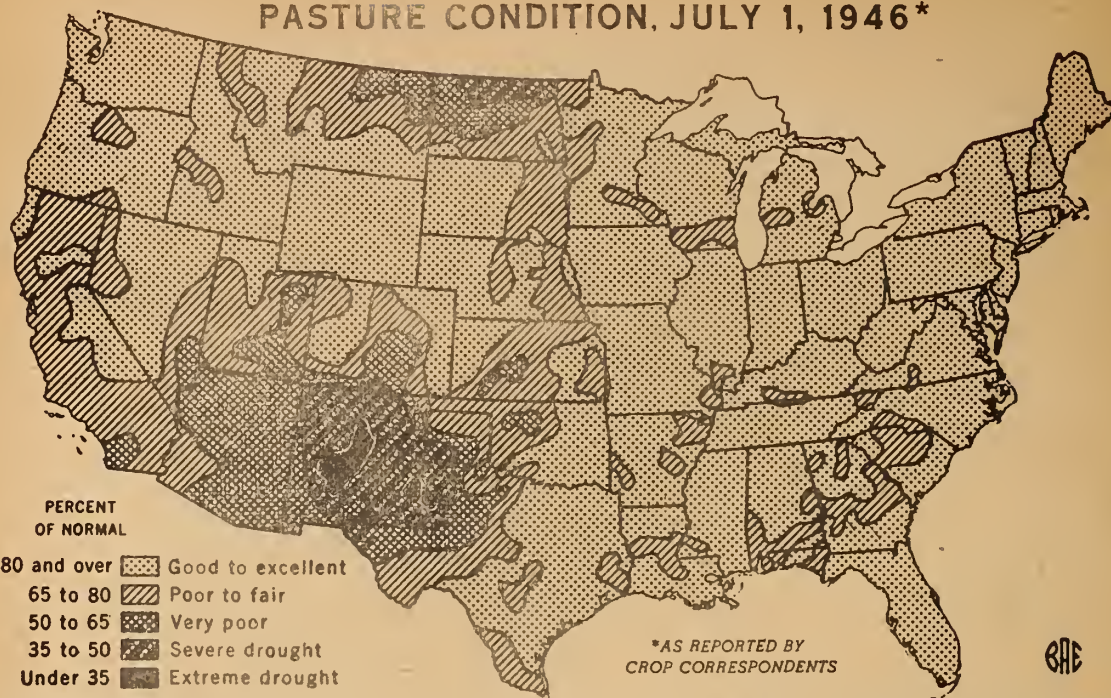 PASTURE CONDITION, JULY 1, 1946*
PERCENT
OF NORMAL
80 and over Good to excellent
65 to 80 Poor to fair
50 to 65 Very poor
35 to 50 Severe drought
Under 35 Extreme drought
*AS REPORTED BY
CROP CORRESPONDENTS
BAE